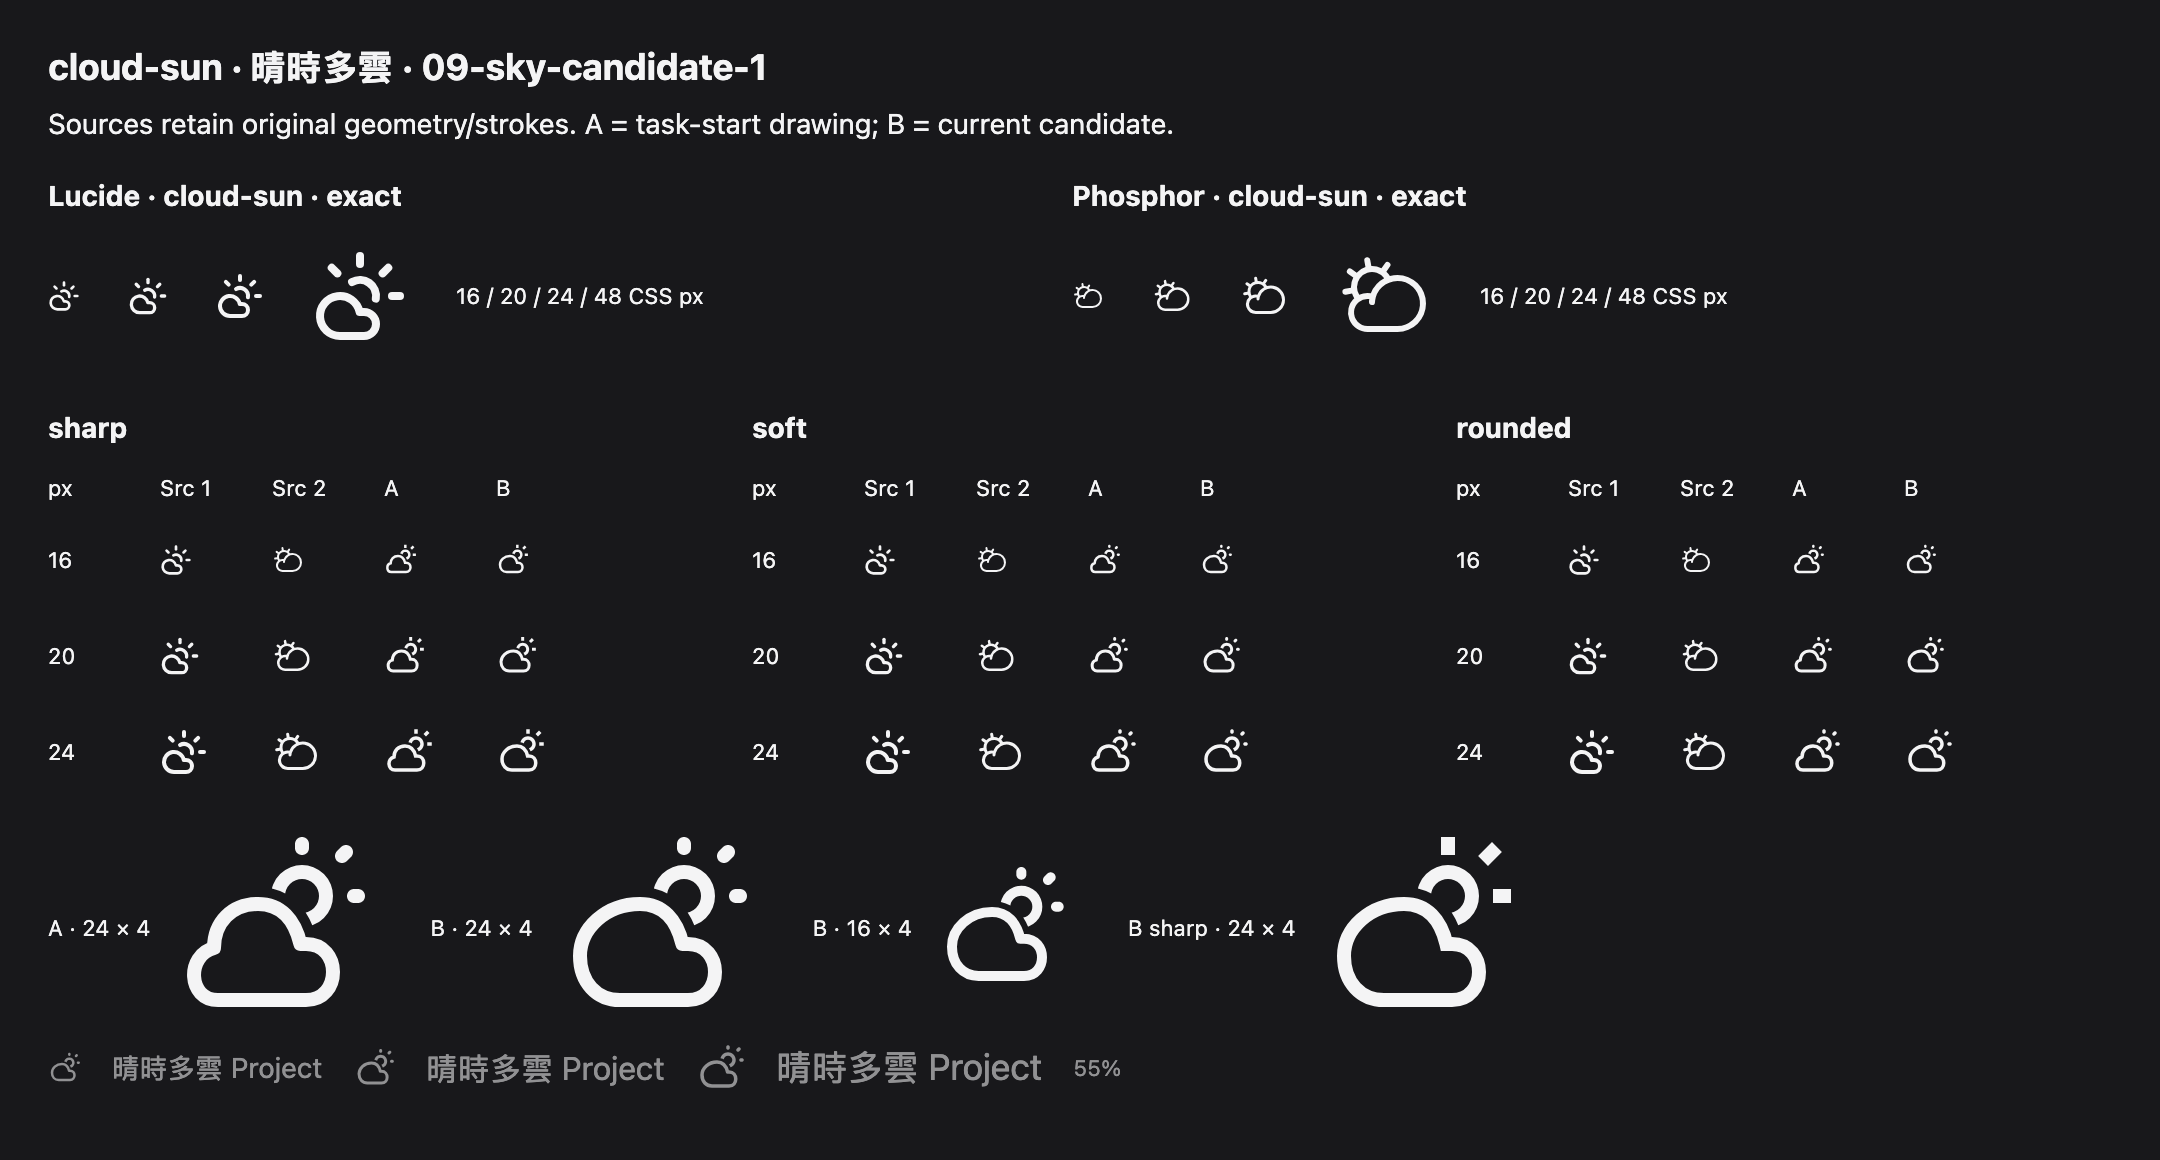 cloud-sun · 晴時多雲 · 09-sky-candidate-1
Sources retain original geometry/strokes. A = task-start drawing; B = current candidate.
Lucide · cloud-sun · exact
16 / 20 / 24 / 48 CSS px
Phosphor · cloud-sun · exact
16 / 20 / 24 / 48 CSS px
sharp
px Src 1 Src 2 A B
16
20
24
soft
px Src 1 Src 2 A B
16
20
24
rounded
px Src 1 Src 2 A B
16
20
24
A · 24 × 4
B · 24 × 4
B · 16 × 4
B sharp · 24 × 4
晴時多雲 Project 晴時多雲 Project 晴時多雲 Project 55%